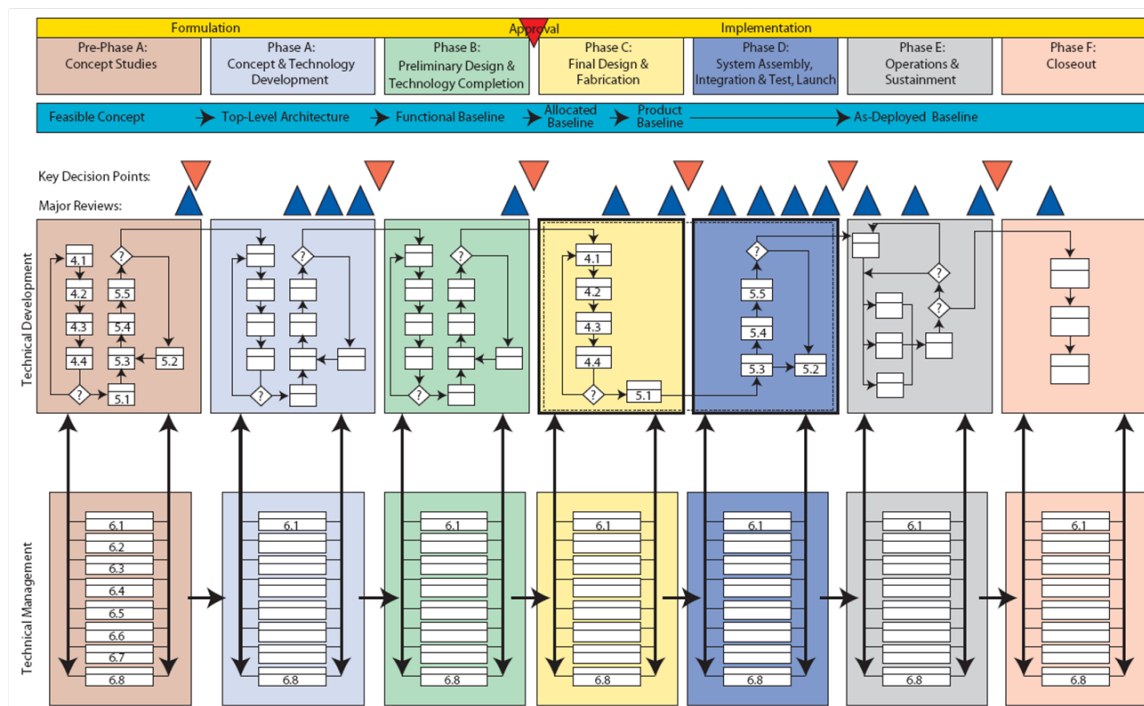 Formulation
Approval
Implementation
Pre-Phase A:
Concept Studies
Phase A:
Concept & Technology
Development
Phase B:
Preliminary Design &
Technology Completion
Phase C:
Final Design &
Fabrication
Phase D:
System Assembly,
Integration & Test, Launch
Phase E:
Operations &
Sustainment
Phase F:
Closeout
Feasible Concept
Top-Level Architecture
Functional Baseline
Allocated
Baseline
Product
Baseline
As-Deployed Baseline
Key Decision Points:
Major Reviews:
Technical Development
4.1
4.2
4.3
4.4
?
?
5.5
5.4
5.3
5.1
5.2
?
?
?
?
4.1
4.2
4.3
4.4
?
5.1
?
5.5
5.4
5.3
5.2
?
?
Technical Management
6.1
6.2
6.3
6.4
6.5
6.6
6.7
6.8
6.1
6.8
6.1
6.8
6.1
6.8
6.1
6.8
6.1
6.8
6.1
6.8